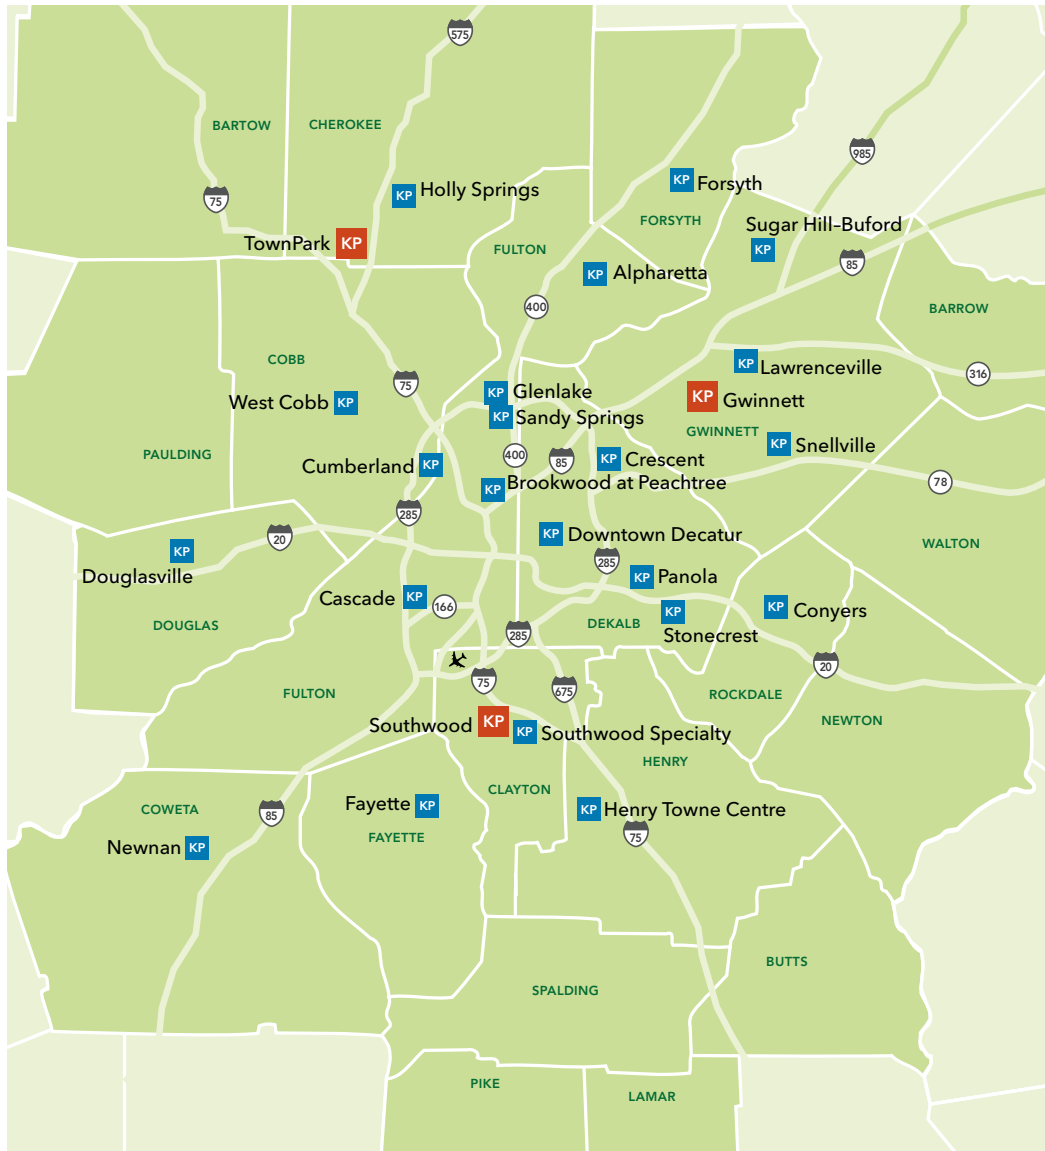 575
BARTOW
CHEROKEE
985
KP Forsyth
KP Holly Springs
75
FORSYTH
Sugar Hill–Buford
KP
TownPark KP
FULTON
85
KP Alpharetta
400
BARROW
COBB
KP Lawrenceville
316
75
KP Glenlake
KP Gwinnett
West Cobb KP
KP Sandy Springs
GWINNETT
KP Snellville
PAULDING
400
85
KP Crescent
Cumberland KP
KP Brookwood at Peachtree
78
285
20
KP Downtown Decatur
WALTON
KP
Douglasville
285
KP Panola
Cascade KP
166
KP
Stonecrest
KP Conyers
DOUGLAS
DEKALB
285
20
75
675
FULTON
ROCKDALE
NEWTON
Southwood KP
KP Southwood Specialty
HENRY
CLAYTON
COWETA
85
Fayette KP
FAYETTE
KP Henry Towne Centre
75
Newnan KP
BUTTS
SPALDING
PIKE
LAMAR